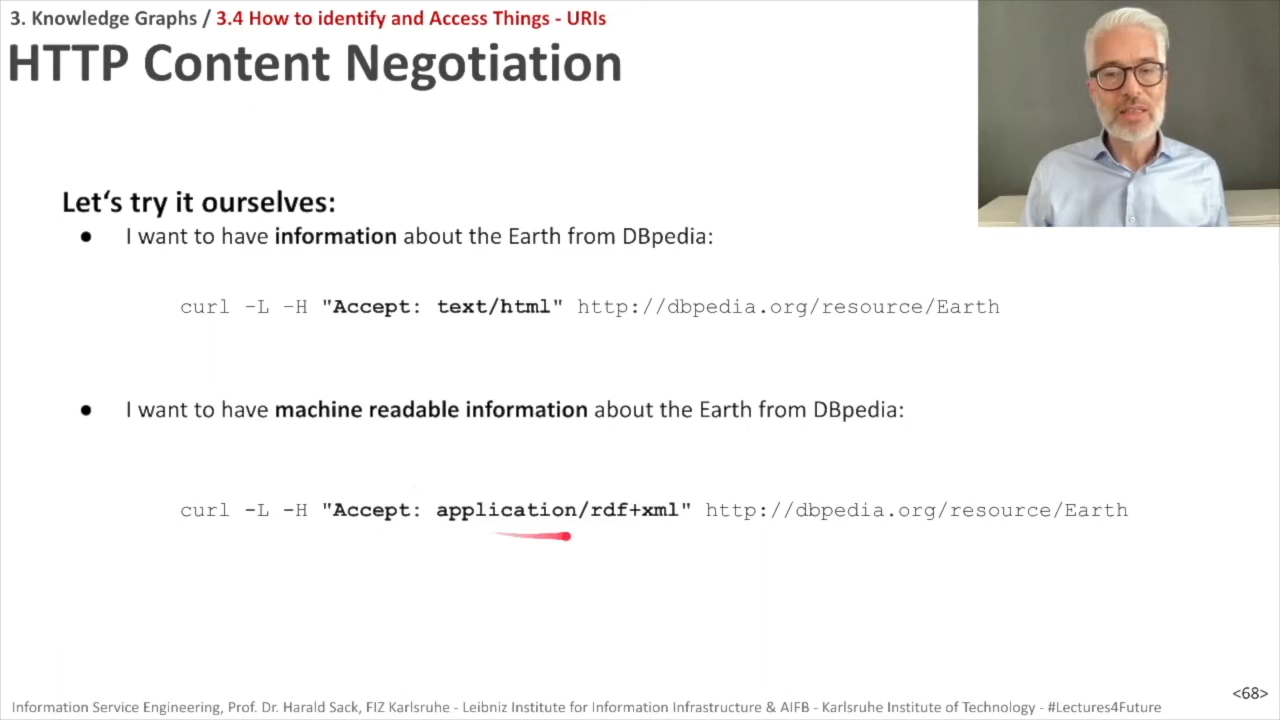 3. Knowledge Graphs / 3.4 How to identify and Access Things - URIs
HTTP Content Negotiation
Let‘s try it ourselves:
● I want to have information about the Earth from DBpedia:
curl -L -H "Accept: text/html" http://dbpedia.org/resource/Earth
● I want to have machine readable information about the Earth from DBpedia:
curl -L -H "Accept: application/rdf+xml" http://dbpedia.org/resource/Earth
<68>
Information Service Engineering, Prof. Dr. Harald Sack, FIZ Karlsruhe - Leibniz Institute for Information Infrastructure & AIFB - Karlsruhe Institute of Technology - #Lectures4Future